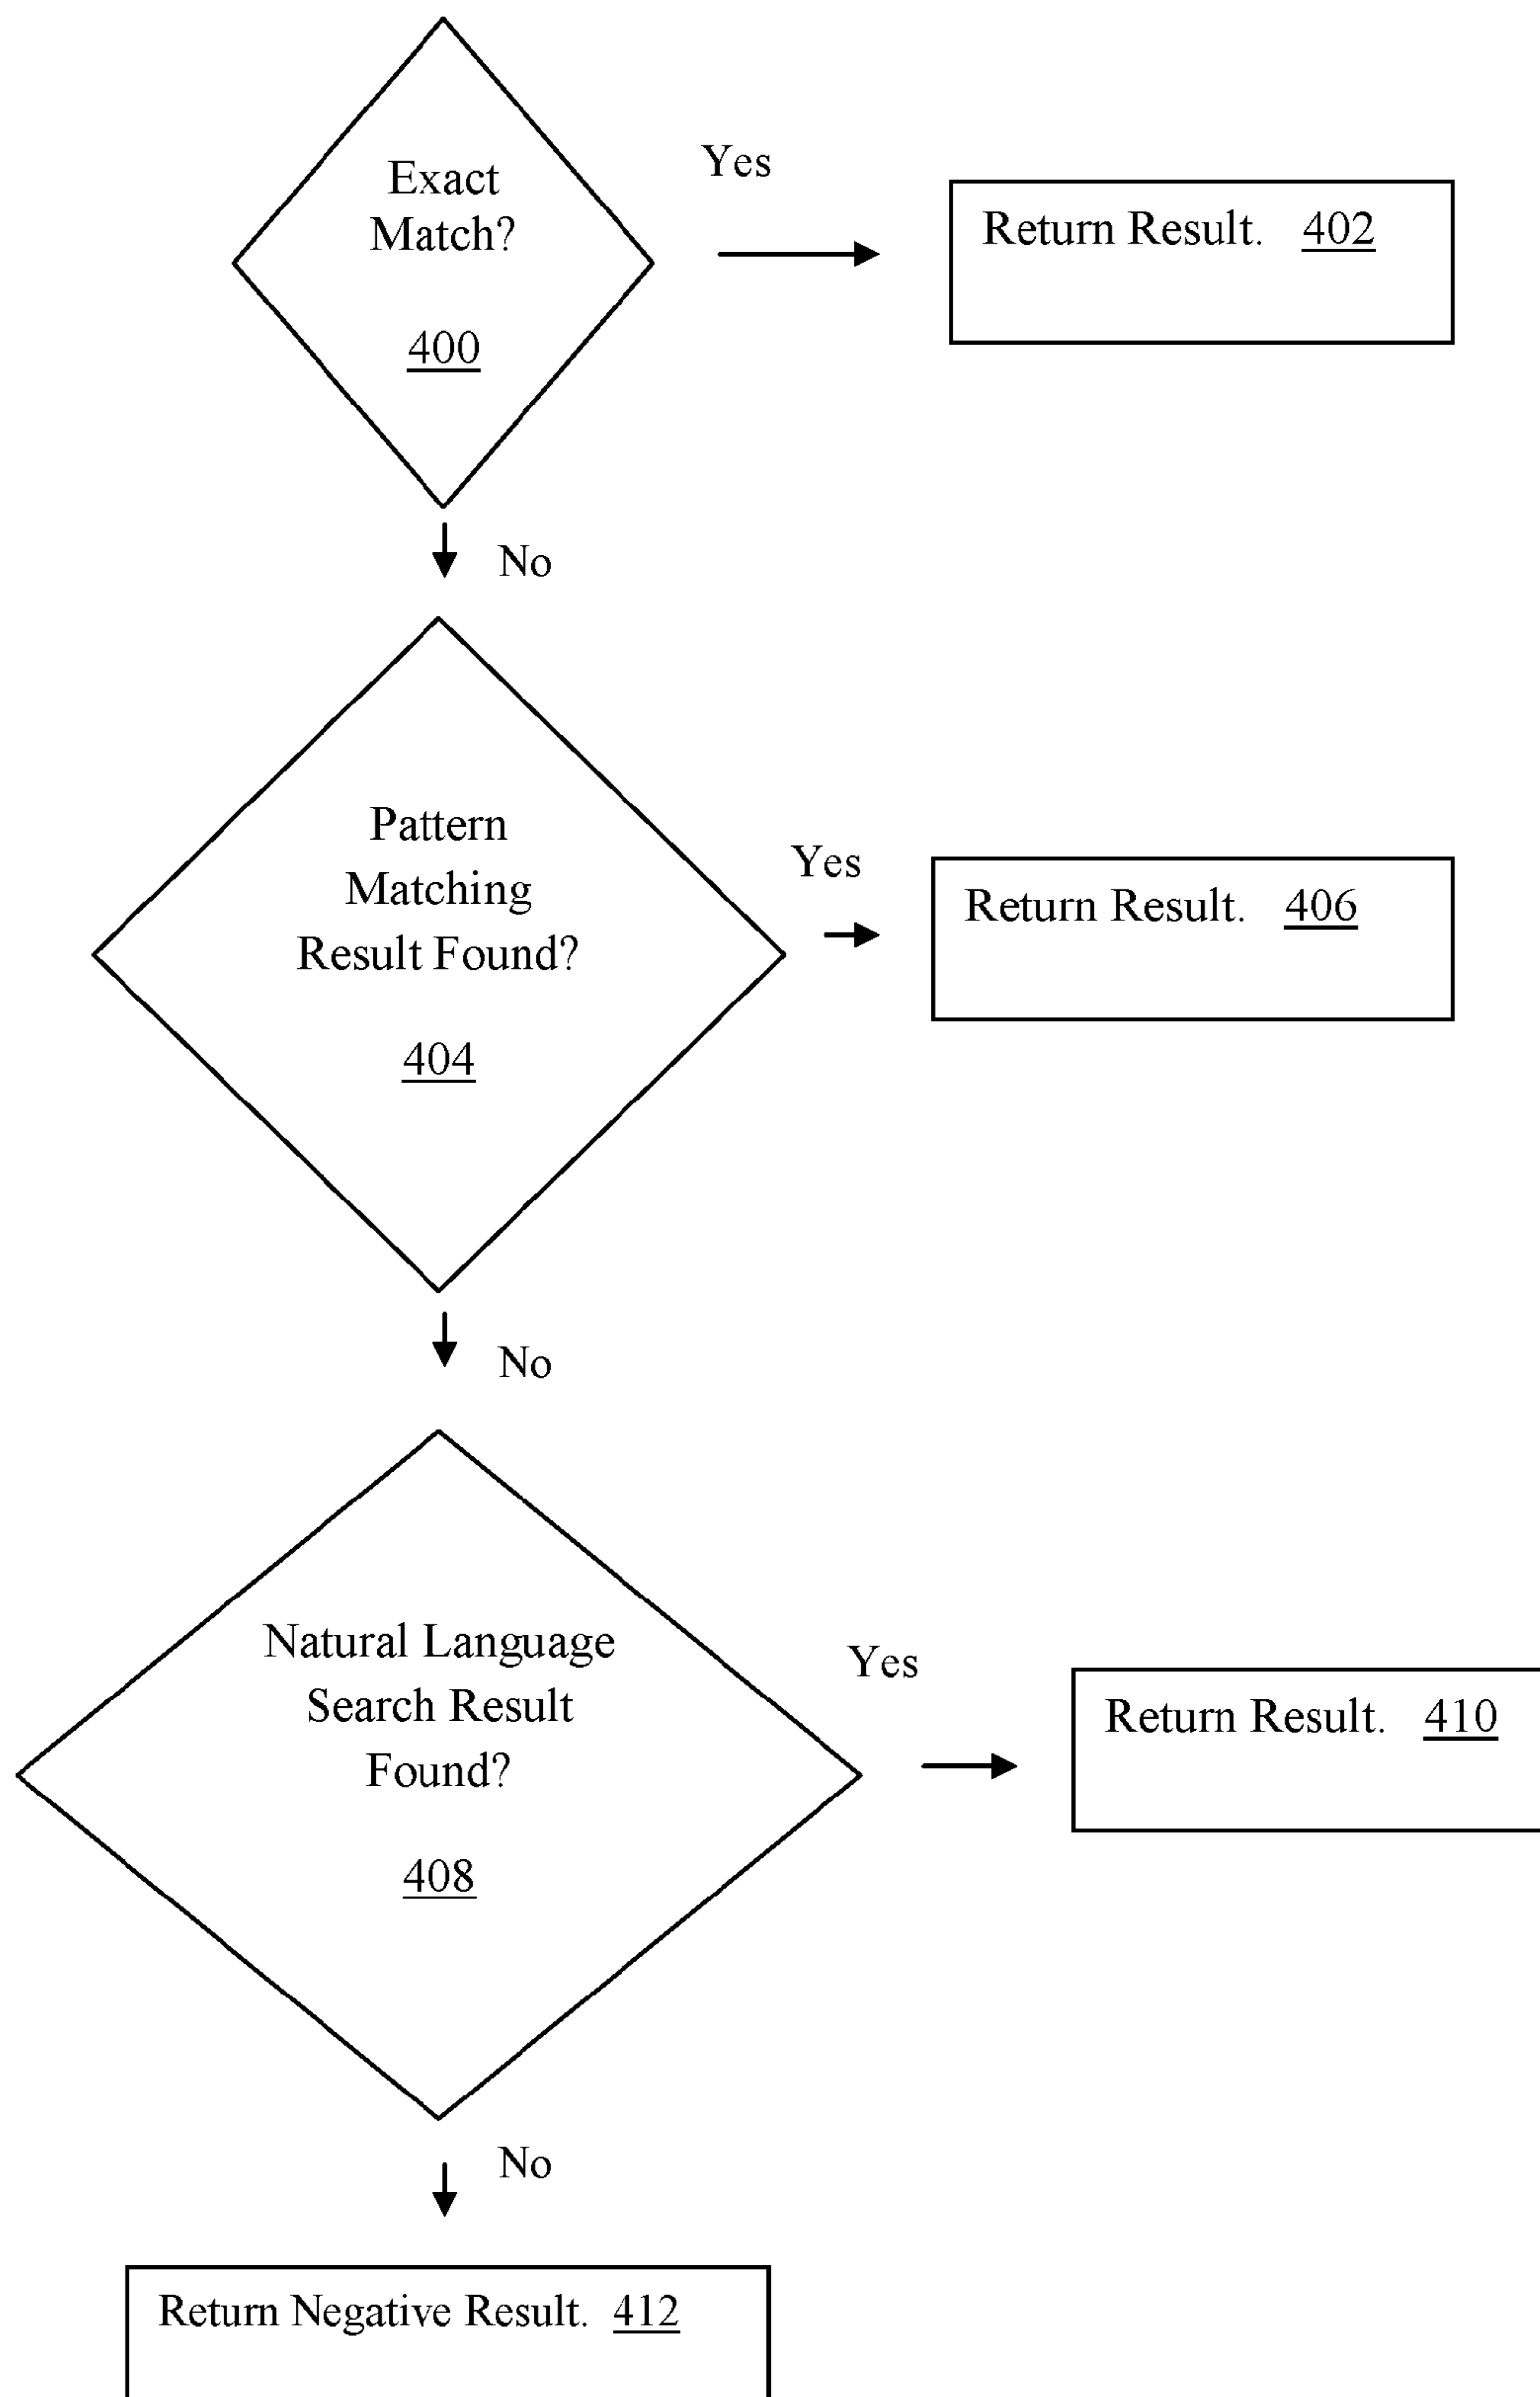 Exact
Match?
400
Yes
Return Result. 402
No
Pattern
Matching
Result Found?
404
Yes
Return Result. 406
No
Natural Language
Search Result
Found?
408
Yes
Return Result. 410
No
Return Negative Result. 412